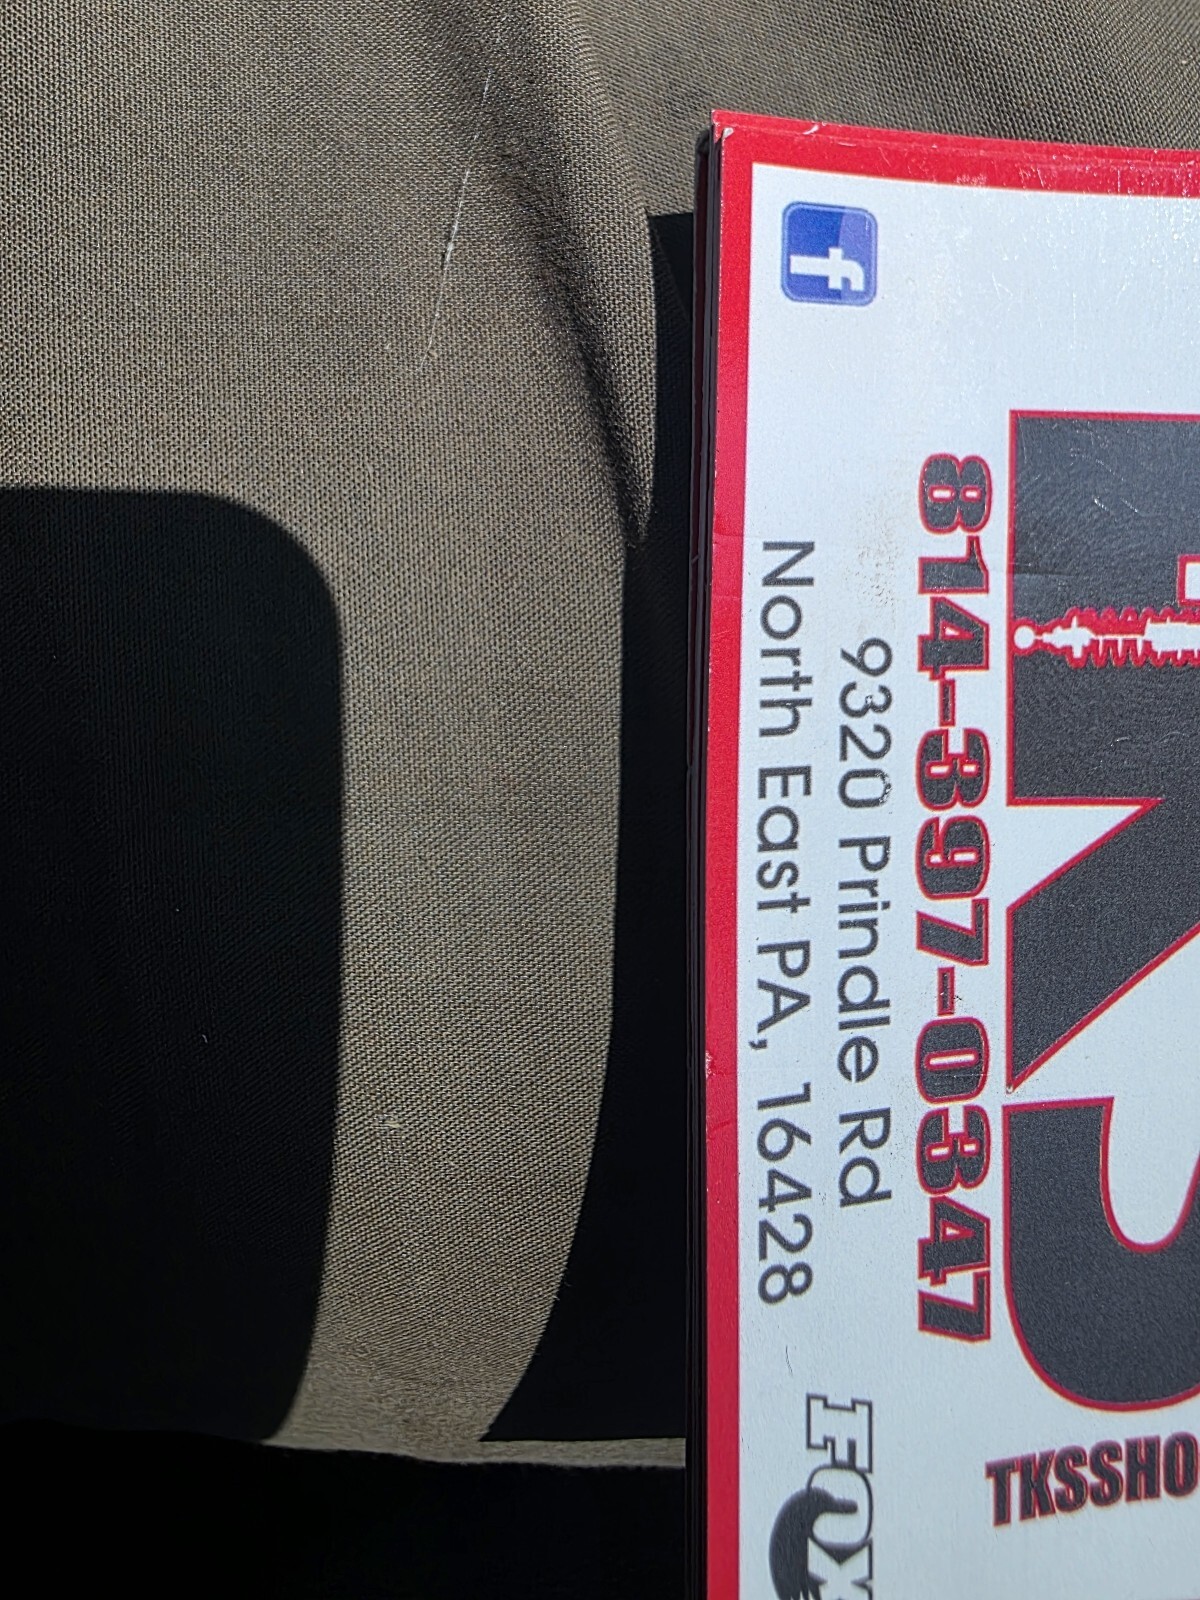 814-397-0347
9320 Prindle Rd
North East PA, 16428
f
TKSSHO
FOX